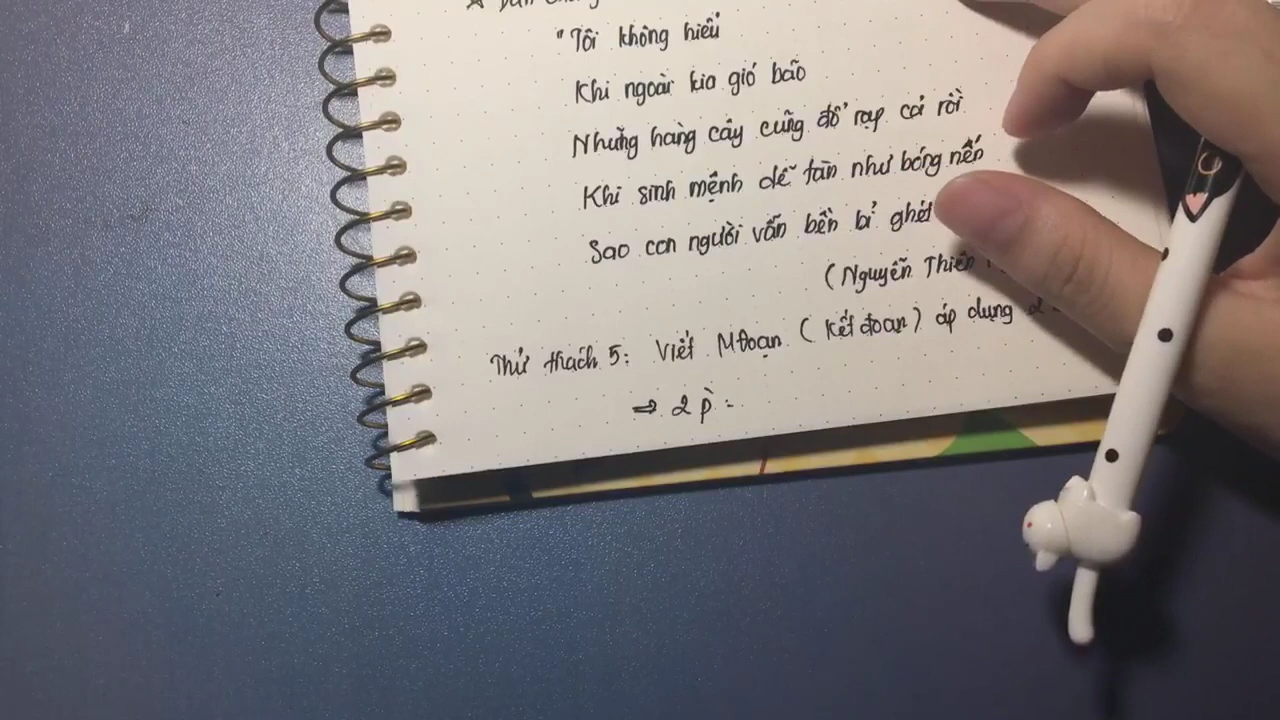 "Tôi không hiểu
Khi ngoài kia gió bão
Những hàng cây cũng đổ rạp cả rồi
Khi sinh mệnh dễ tàn như bóng nến
Sao con người vẫn bền bỉ ghét
(Nguyễn Thiên
Thử thách 5: Viết MĐoạn (Kết đoạn) áp dụng 2
⇒ 2 p̀ :